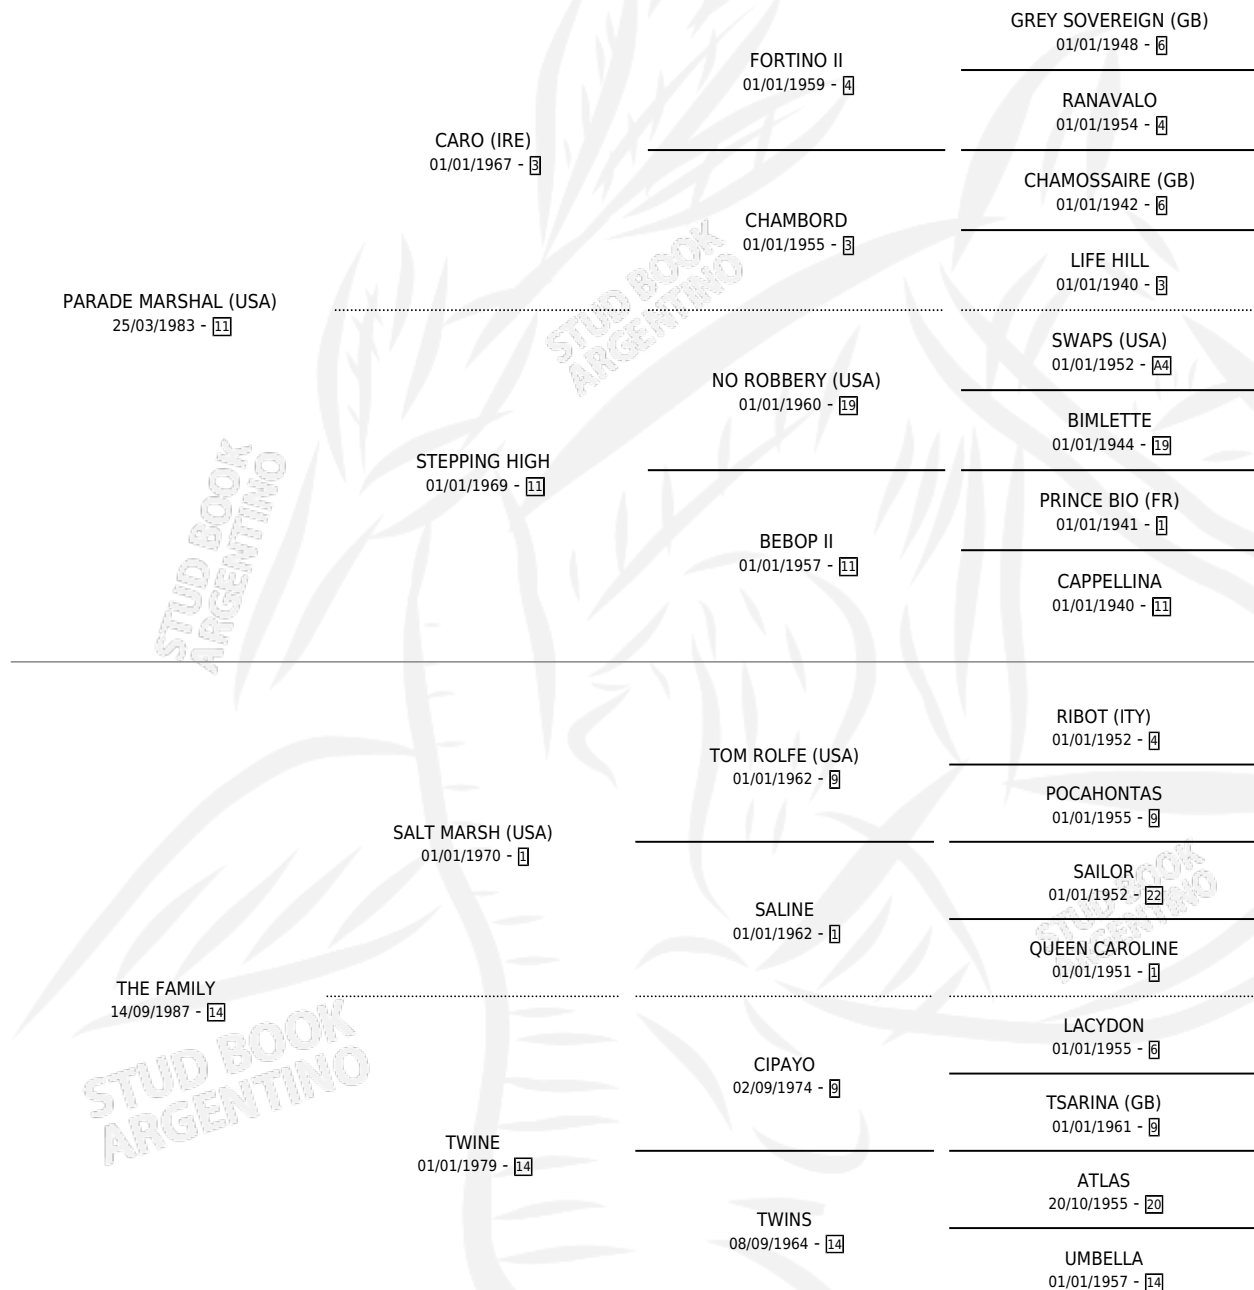 GREY SOVEREIGN (GB)
01/01/1948 - 6
FORTINO II
01/01/1959 - 4
RANAVALO
01/01/1954 - 4
CARO (IRE)
01/01/1967 - 3
CHAMOSSAIRE (GB)
01/01/1942 - 6
CHAMBORD
01/01/1955 - 3
LIFE HILL
01/01/1940 - 3
PARADE MARSHAL (USA)
25/03/1983 - 11
SWAPS (USA)
01/01/1952 - A4
NO ROBBERY (USA)
01/01/1960 - 19
BIMLETTE
01/01/1944 - 19
STEPPING HIGH
01/01/1969 - 11
PRINCE BIO (FR)
01/01/1941 - 1
BEBOP II
01/01/1957 - 11
CAPPELLINA
01/01/1940 - 11
RIBOT (ITY)
01/01/1952 - 4
TOM ROLFE (USA)
01/01/1962 - 9
POCAHONTAS
01/01/1955 - 9
SALT MARSH (USA)
01/01/1970 - 1
SAILOR
01/01/1952 - 22
SALINE
01/01/1962 - 1
QUEEN CAROLINE
01/01/1951 - 1
THE FAMILY
14/09/1987 - 14
LACYDON
01/01/1955 - 6
CIPAYO
02/09/1974 - 9
TSARINA (GB)
01/01/1961 - 9
TWINE
01/01/1979 - 14
ATLAS
20/10/1955 - 20
TWINS
08/09/1964 - 14
UMBELLA
01/01/1957 - 14
STUD BOOK
ARGENTINO
STUD BOOK
ARGENTINO
STUD BOOK
ARGENTINO
STUD BOOK
ARGENTINO